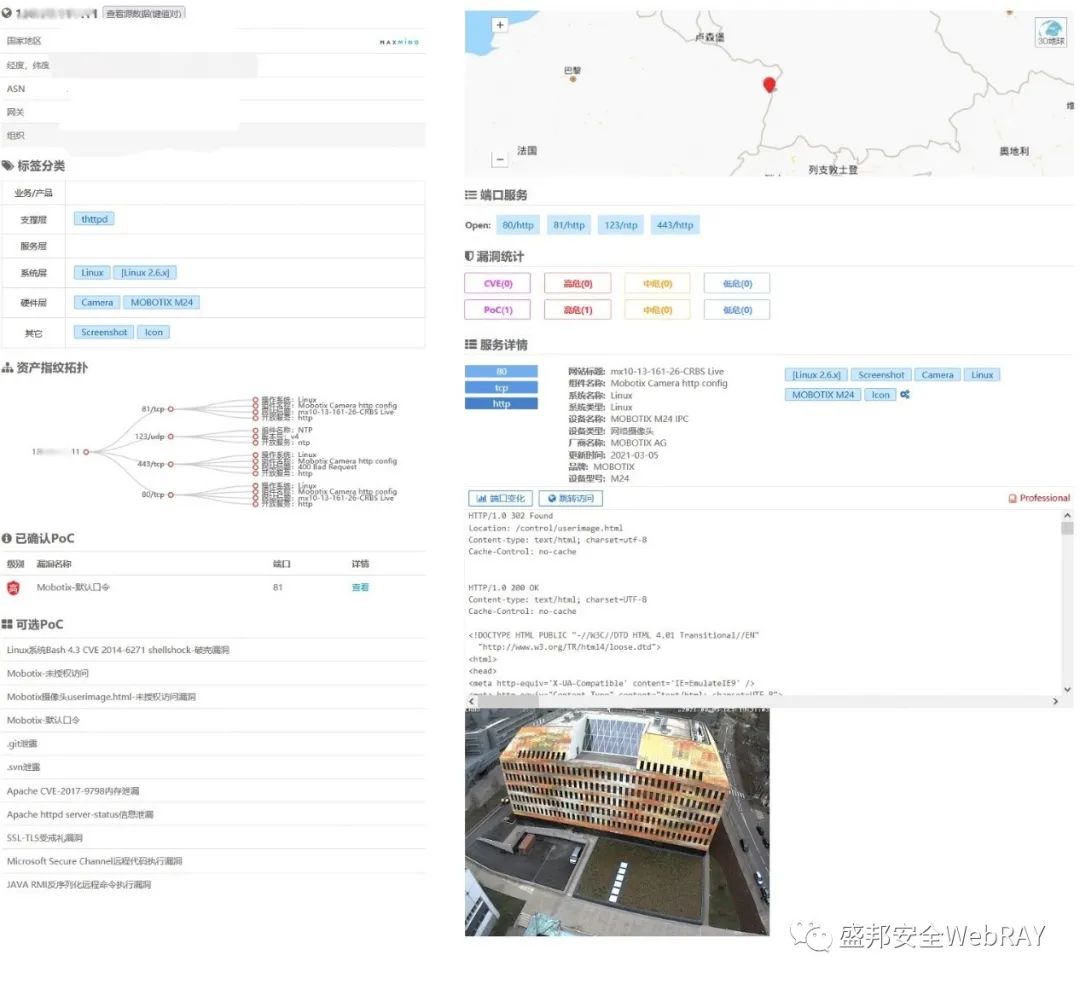 查看源数据(键值对)
国家地区
MAXMIND
经度, 纬度
ASN
网关
组织
标签分类
业务/产品
支撑层 thttpd
服务层
系统层 Linux [Linux 2.6.x]
硬件层 Camera MOBOTIX M24
其它 Screenshot Icon
资产指纹拓扑
81/tcp
操作系统: Linux
组件名称: Mobotix Camera http config
网站标题: mx10-13-161-26-CRBS Live
开放服务: http
123/udp
组件名称: NTP
版本号: v4
开放服务: ntp
443/tcp
操作系统: Linux
组件名称: Mobotix Camera http config
网站标题: 400 Bad Request
开放服务: http
80/tcp
操作系统: Linux
组件名称: Mobotix Camera http config
网站标题: mx10-13-161-26-CRBS Live
开放服务: http
已确认PoC
级别 漏洞名称 端口 详情
高 Mobotix-默认口令 81 查看
可选PoC
Linux系统Bash 4.3 CVE 2014-6271 shellshock-破壳漏洞
Mobotix-未授权访问
Mobotix摄像头userimage.html-未授权访问漏洞
Mobotix-默认口令
.git泄露
.svn泄露
Apache CVE-2017-9798内存泄漏
Apache httpd server-status信息泄漏
SSL-TLS受戒礼漏洞
Microsoft Secure Channel远程代码执行漏洞
JAVA RMI反序列化远程命令执行漏洞
+
卢森堡
3D地球
巴黎
−
法国
奥地利
列支敦士登
端口服务
Open: 80/http 81/http 123/ntp 443/http
漏洞统计
CVE(0) 高危(0) 中危(0) 低危(0)
PoC(1) 高危(1) 中危(0) 低危(0)
服务详情
80
tcp
http
网站标题: mx10-13-161-26-CRBS Live
组件名称: Mobotix Camera http config
系统名称: Linux
系统类型: Linux
设备名称: MOBOTIX M24 IPC
设备类型: 网络摄像头
厂商名称: MOBOTIX AG
更新时间: 2021-03-05
品牌: MOBOTIX
设备型号: M24
[Linux 2.6.x] Screenshot Camera Linux
MOBOTIX M24 Icon
端口变化 跳转访问
Professional
HTTP/1.0 302 Found
Location: /control/userimage.html
Content-type: text/html; charset=utf-8
Cache-Control: no-cache
HTTP/1.0 200 OK
Content-type: text/html; charset=UTF-8
Cache-Control: no-cache
<!DOCTYPE HTML PUBLIC "-//W3C//DTD HTML 4.01 Transitional//EN"
"http://www.w3.org/TR/html4/loose.dtd">
<html>
<head>
<meta http-equiv='X-UA-Compatible' content='IE=EmulateIE9' />
<meta http-equiv="Content-Type" content="text/html; charset=UTF-8">
盛邦安全WebRAY